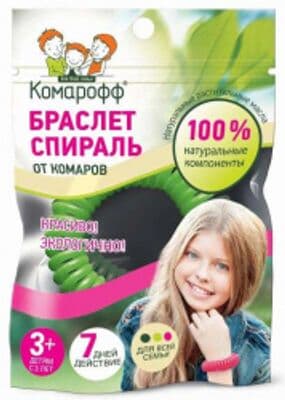 Комарофф®
БРАСЛЕТ
СПИРАЛЬ
ОТ КОМАРОВ
Натуральные растительные масла
100%
натуральные
компоненты
КРАСИВО!
ЭКОЛОГИЧНО!
3+
ДЕТЯМ
С 3 ЛЕТ
7
ДНЕЙ
ДЕЙСТВИЕ
ДЛЯ ВСЕЙ
СЕМЬИ